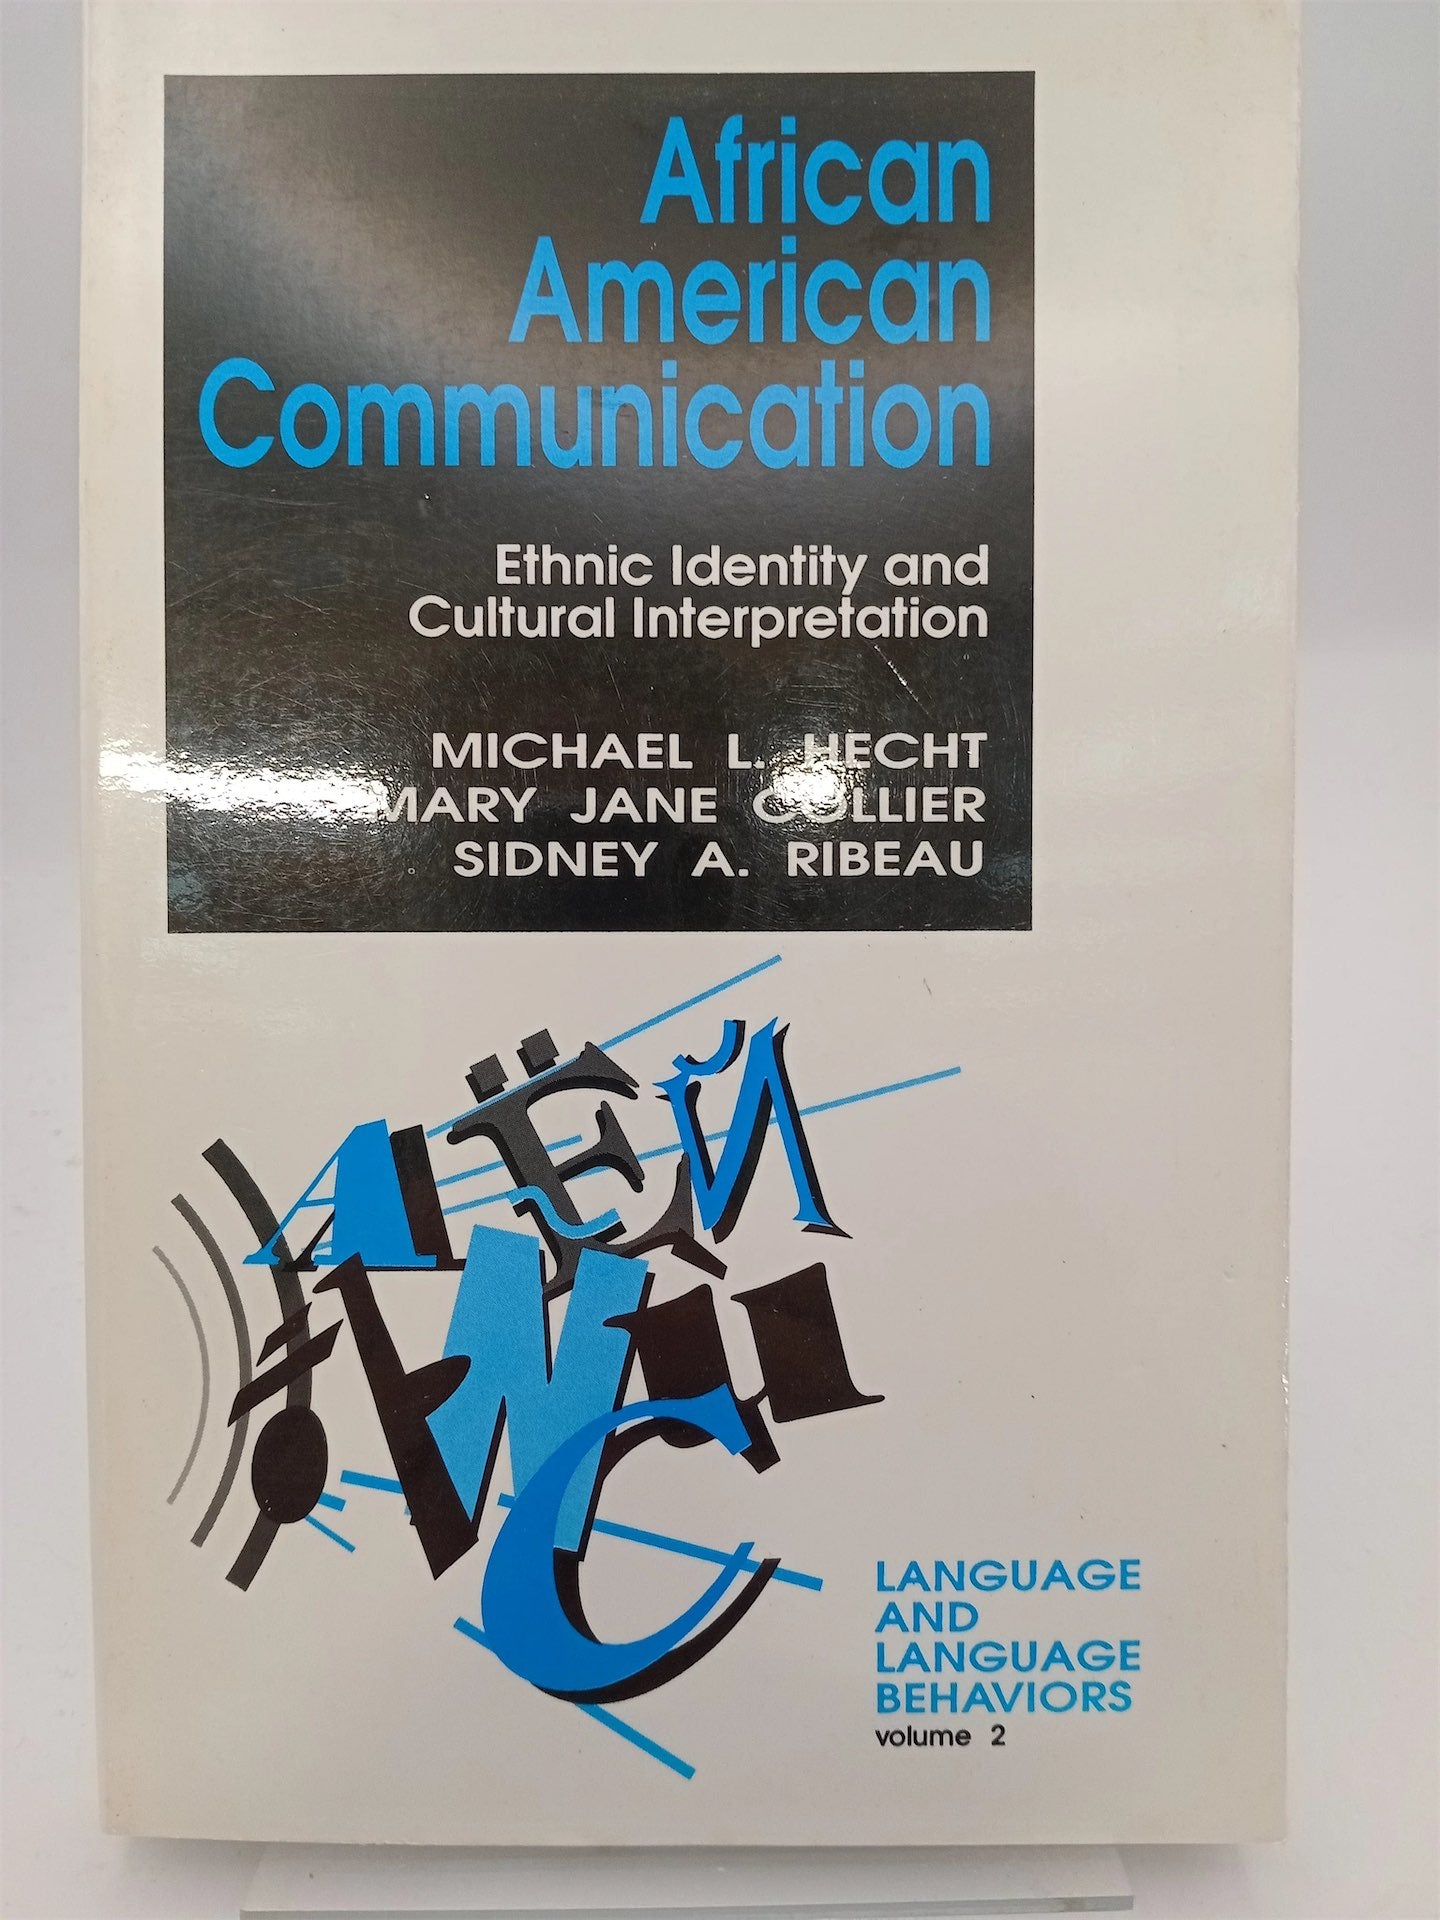 African
American
Communication
Ethnic Identity and
Cultural Interpretation
MICHAEL L. HECHT
MARY JANE COLLIER
SIDNEY A. RIBEAU
LANGUAGE
AND
LANGUAGE
BEHAVIORS
volume 2